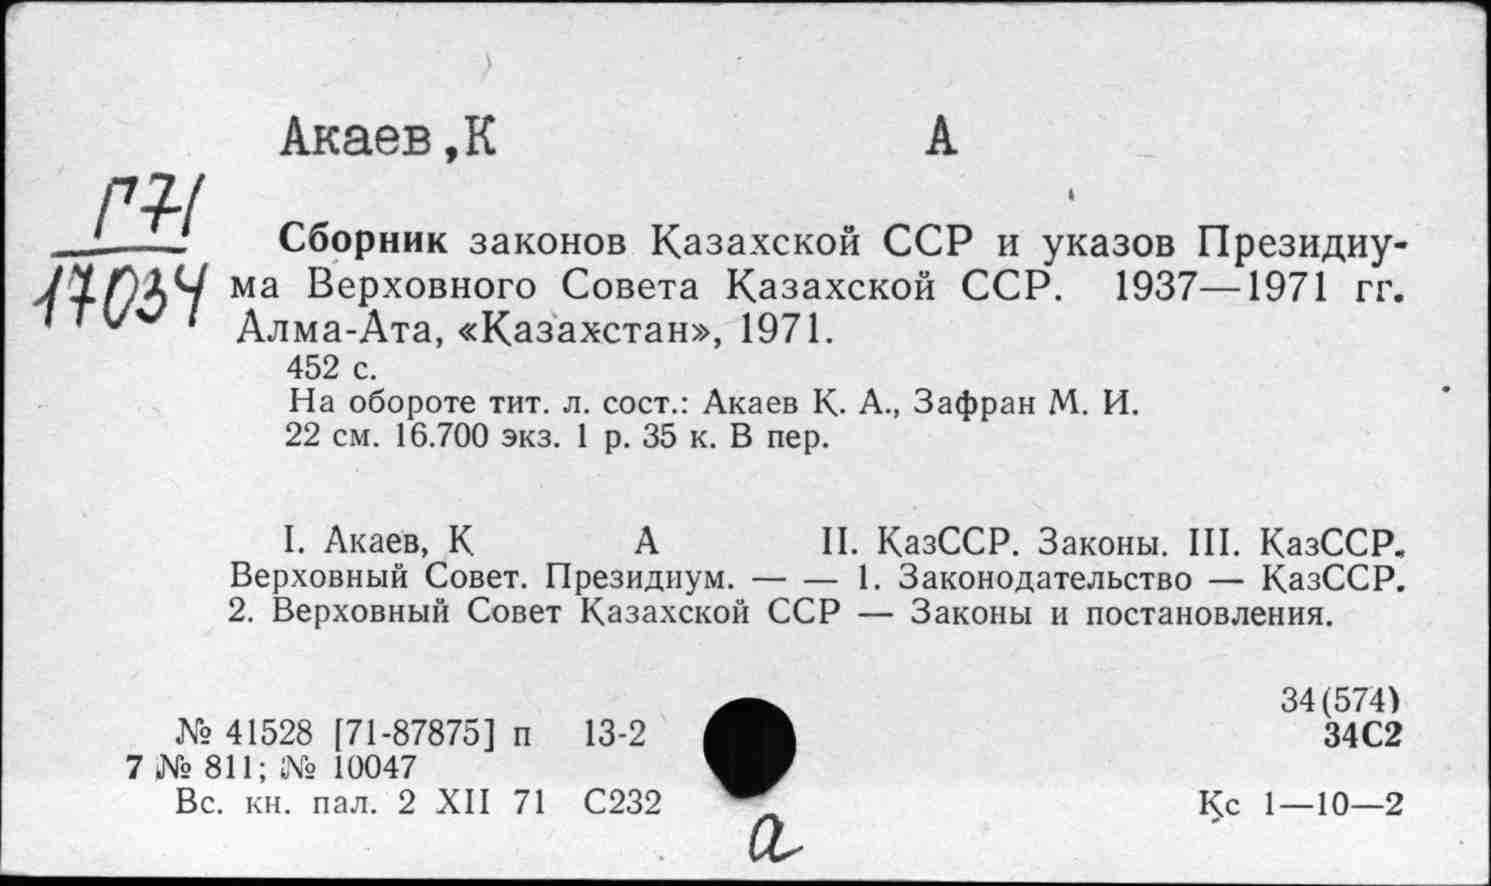 Акаев,К А
Г71
17034
Сборник законов Казахской ССР и указов Президиу-
ма Верховного Совета Казахской ССР. 1937—1971 гг.
Алма-Ата, «Казахстан», 1971.
452 с.
На обороте тит. л. сост.: Акаев К. А., Зафран М. И.
22 см. 16.700 экз. 1 р. 35 к. В пер.
I. Акаев, К А II. КазССР. Законы. III. КазССР.
Верховный Совет. Президиум. — — 1. Законодательство — КазССР.
2. Верховный Совет Казахской ССР — Законы и постановления.
34(574)
№ 41528 [71-87875] п 13-2 34С2
7 № 811; № 10047
Вс. кн. пал. 2 XII 71 С232 Кс 1—10—2
а